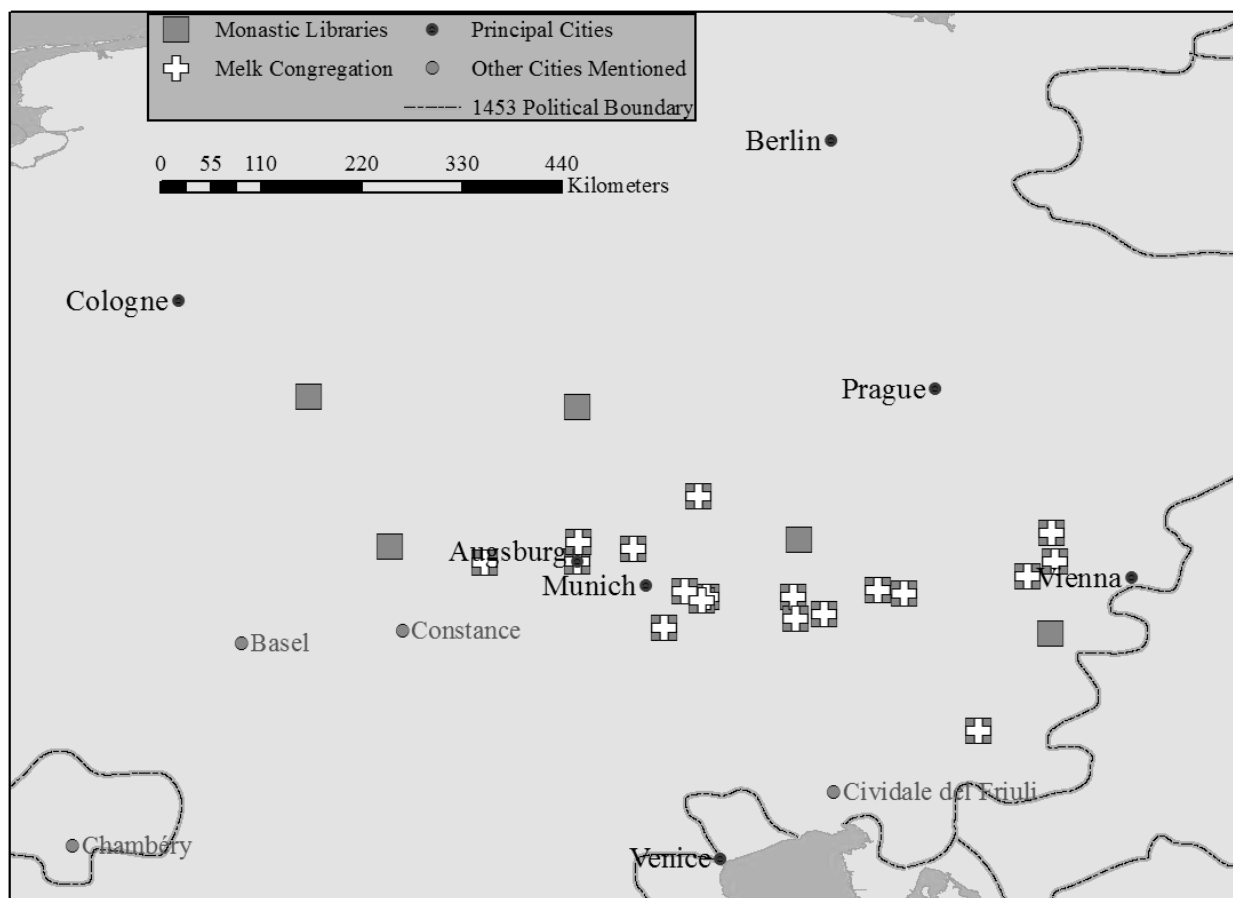 Monastic Libraries
Principal Cities
Melk Congregation
Other Cities Mentioned
1453 Political Boundary
Berlin
0 55 110 220 330 440
Kilometers
Cologne
Prague
Augsburg
Munich
Vienna
Constance
Basel
Cividale del Friuli
Chambéry
Venice